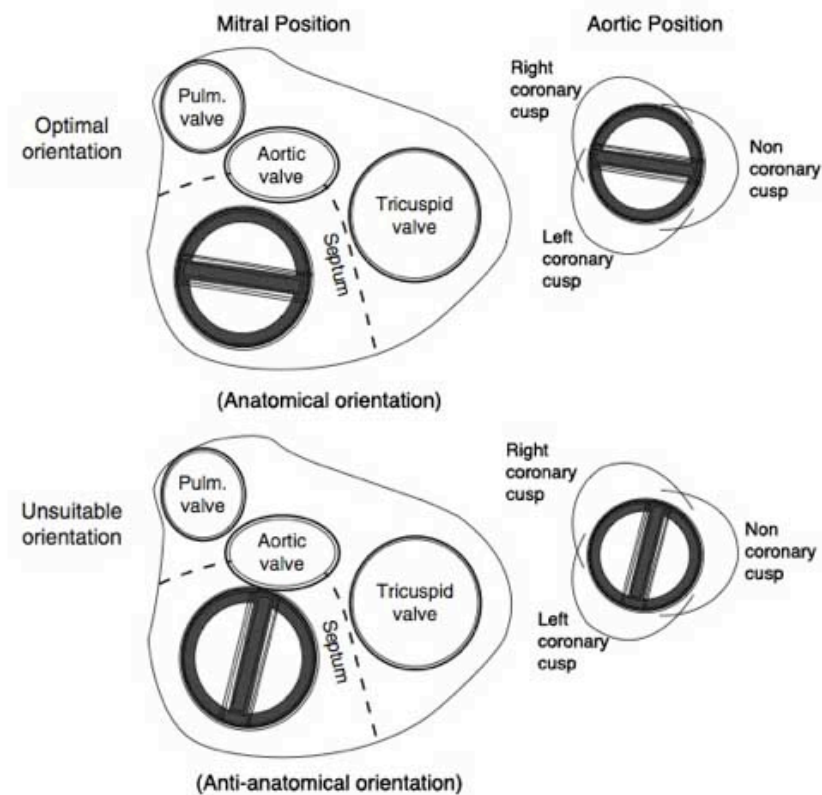 Mitral Position
Aortic Position
Optimal
orientation
Pulm.
valve
Aortic
valve
Tricuspid
valve
Septum
Right
coronary
cusp
Non
coronary
cusp
Left
coronary
cusp
(Anatomical orientation)
Unsuitable
orientation
Pulm.
valve
Aortic
valve
Tricuspid
valve
Septum
Right
coronary
cusp
Non
coronary
cusp
Left
coronary
cusp
(Anti-anatomical orientation)